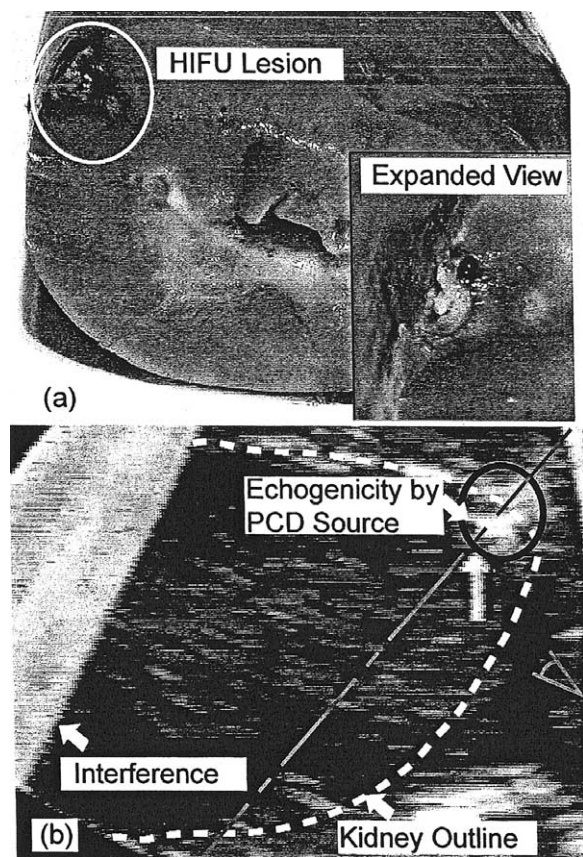 HIFU Lesion
Expanded View
(a)
Echogenicity by
PCD Source
Interference
Kidney Outline
(b)